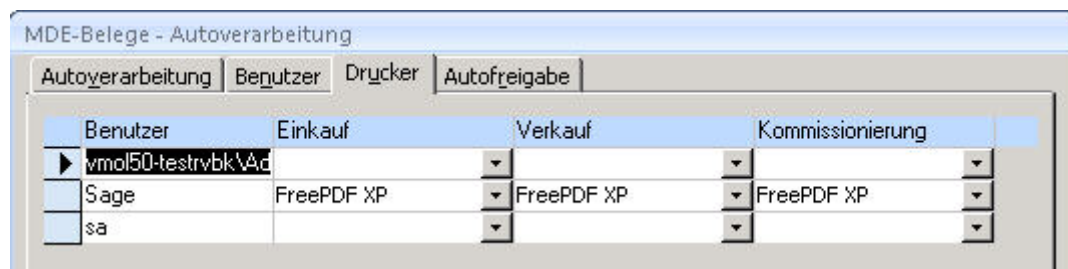 MDE-Belege - Autoverarbeitung
Autoverarbeitung Benutzer Drucker Autofreigabe
Benutzer Einkauf Verkauf Kommissionierung
vmol50-testrvbk\Ad
Sage FreePDF XP FreePDF XP FreePDF XP
sa